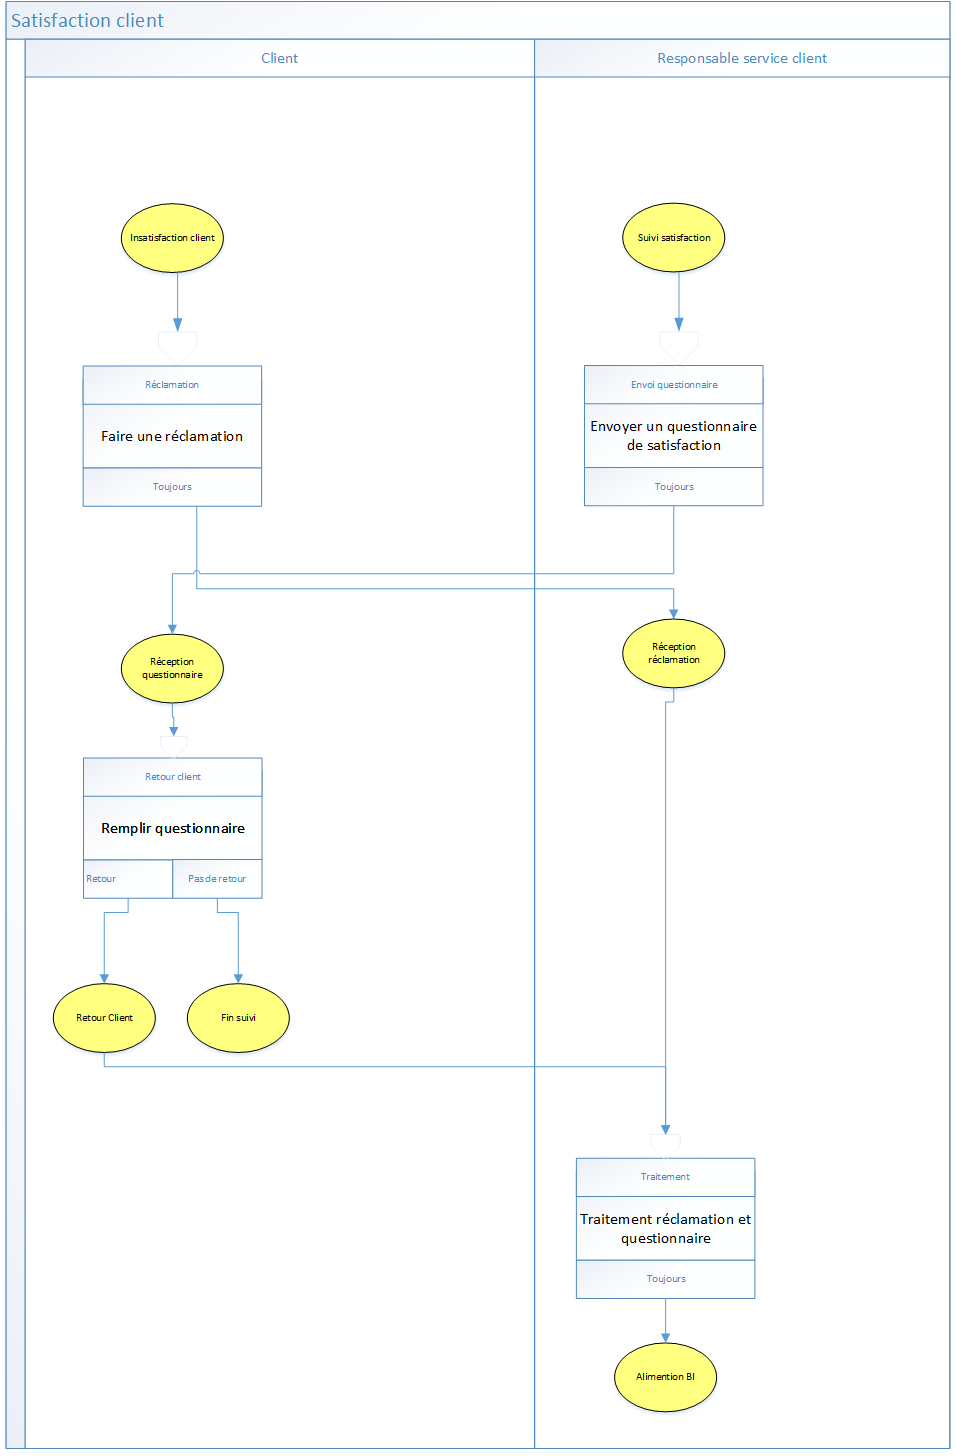 Satisfaction client
Client
Responsable service client
Insatisfaction client
Suivi satisfaction
Réclamation
Faire une réclamation
Toujours
Envoi questionnaire
Envoyer un questionnaire
de satisfaction
Toujours
Réception
questionnaire
Réception
réclamation
Retour client
Remplir questionnaire
Retour
Pas de retour
Retour Client
Fin suivi
Traitement
Traitement réclamation et
questionnaire
Toujours
Alimention BI